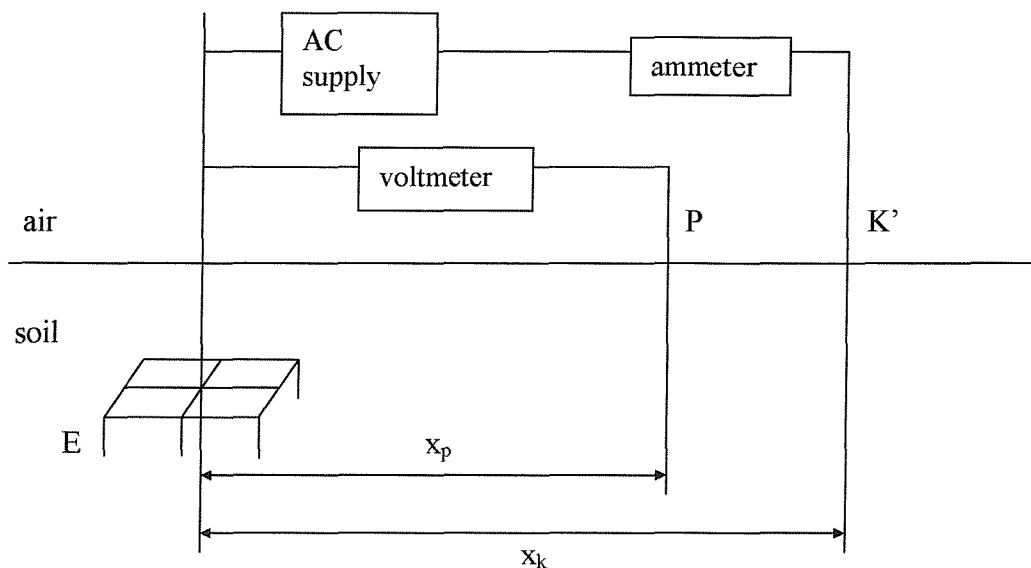 AC
supply
ammeter
voltmeter
air
P
K’
soil
E
xₚ
xₖ